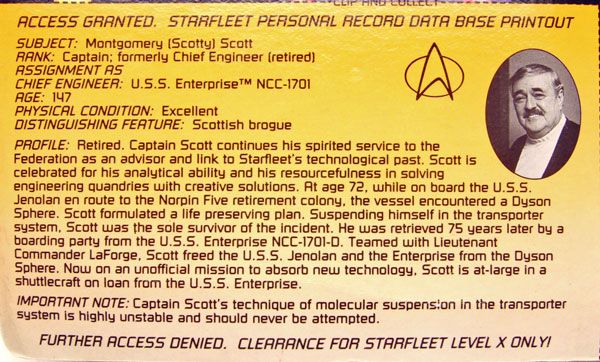 CLIP AND COLLECT
ACCESS GRANTED. STARFLEET PERSONAL RECORD DATA BASE PRINTOUT
SUBJECT: Montgomery (Scotty) Scott
RANK: Captain; formerly Chief Engineer (retired)
ASSIGNMENT AS
CHIEF ENGINEER: U.S.S. Enterprise™ NCC-1701
AGE: 147
PHYSICAL CONDITION: Excellent
DISTINGUISHING FEATURE: Scottish brogue
PROFILE: Retired. Captain Scott continues his spirited service to the
Federation as an advisor and link to Starfleet's technological past. Scott is
celebrated for his analytical ability and his resourcefulness in solving
engineering quandries with creative solutions. At age 72, while on board the U.S.S.
Jenolan en route to the Norpin Five retirement colony, the vessel encountered a Dyson
Sphere. Scott formulated a life preserving plan. Suspending himself in the transporter
system, Scott was the sole survivor of the incident. He was retrieved 75 years later by a
boarding party from the U.S.S. Enterprise NCC-1701-D. Teamed with Lieutenant
Commander LaForge, Scott freed the U.S.S. Jenolan and the Enterprise from the Dyson
Sphere. Now on an unofficial mission to absorb new technology, Scott is at-large in a
shuttlecraft on loan from the U.S.S. Enterprise.
IMPORTANT NOTE: Captain Scott's technique of molecular suspension in the transporter
system is highly unstable and should never be attempted.
FURTHER ACCESS DENIED. CLEARANCE FOR STARFLEET LEVEL X ONLY!